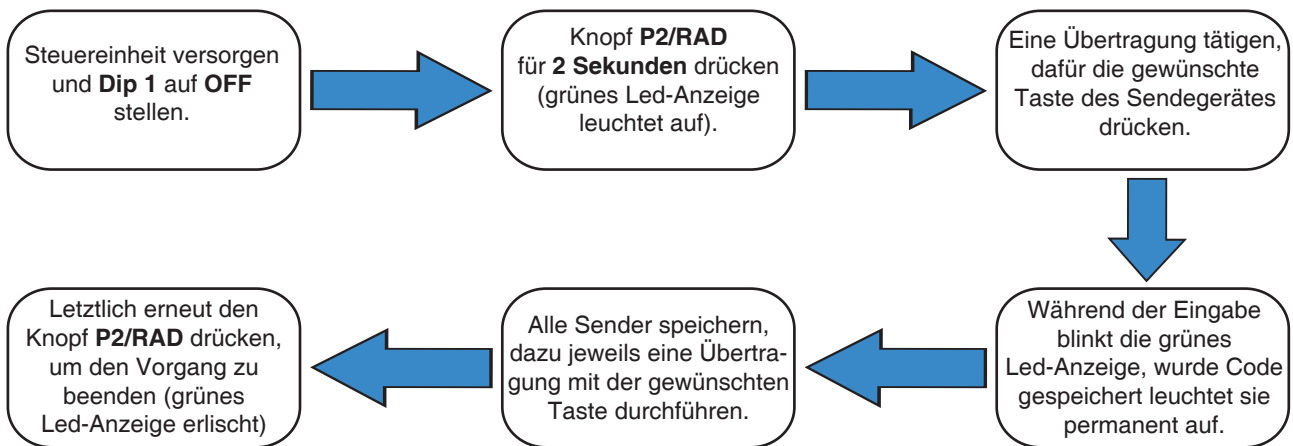 Steuereinheit versorgen
und Dip 1 auf OFF
stellen.
Knopf P2/RAD
für 2 Sekunden drücken
(grünes Led-Anzeige
leuchtet auf).
Eine Übertragung tätigen,
dafür die gewünschte
Taste des Sendegerätes
drücken.
Während der Eingabe
blinkt die grünes
Led-Anzeige, wurde Code
gespeichert leuchtet sie
permanent auf.
Alle Sender speichern,
dazu jeweils eine Übertra-
gung mit der gewünschten
Taste durchführen.
Letztlich erneut den
Knopf P2/RAD drücken,
um den Vorgang zu
beenden (grünes
Led-Anzeige erlischt)